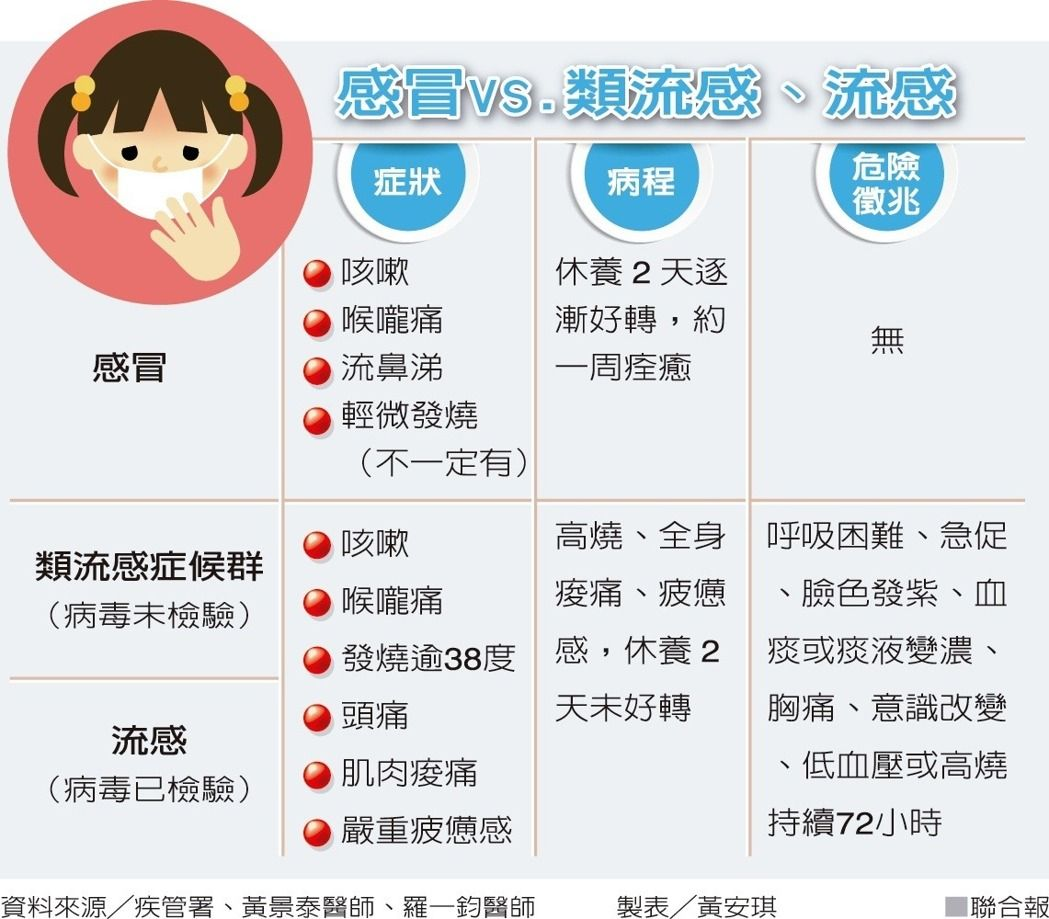 感冒vs.類流感、流感
症狀
病程
危險
徵兆
感冒
咳嗽
喉嚨痛
流鼻涕
輕微發燒
（不一定有）
休養 2 天逐
漸好轉，約
一周痊癒
無
類流感症候群
（病毒未檢驗）
流感
（病毒已檢驗）
咳嗽
喉嚨痛
發燒逾38度
頭痛
肌肉痠痛
嚴重疲憊感
高燒、全身
痠痛、疲憊
感，休養 2
天未好轉
呼吸困難、急促
、臉色發紫、血
痰或痰液變濃、
胸痛、意識改變
、低血壓或高燒
持續72小時
資料來源／疾管署、黃景泰醫師、羅一鈞醫師
製表／黃安琪
■聯合報